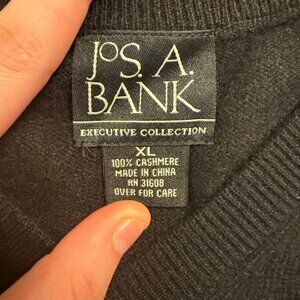 JOS. A.
BANK
EXECUTIVE COLLECTION
XL
100% CASHMERE
MADE IN CHINA
RN 31608
OVER FOR CARE